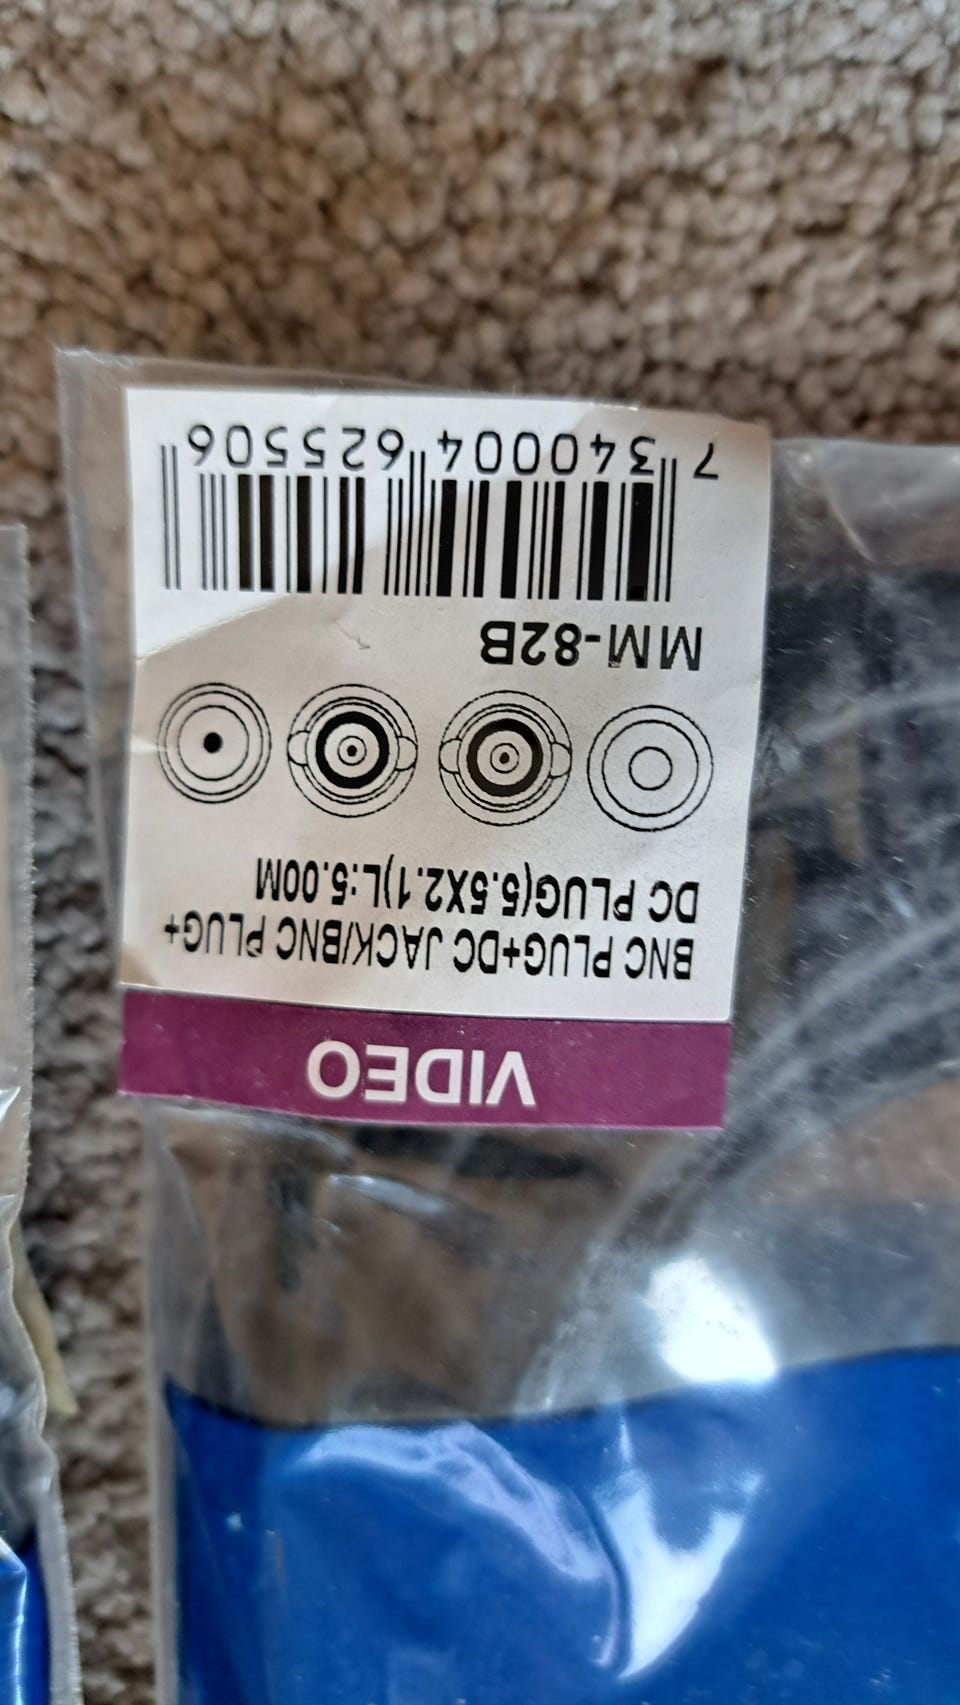 VIDEO
BNC PLUG+DC JACK/BNC PLUG+
DC PLUG(5.5X2.1)L:5.00M
MM-82B
7 340004 625506